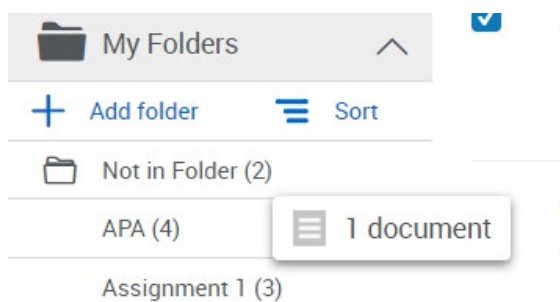 My Folders
Add folder
Sort
Not in Folder (2)
APA (4)
1 document
Assignment 1 (3)